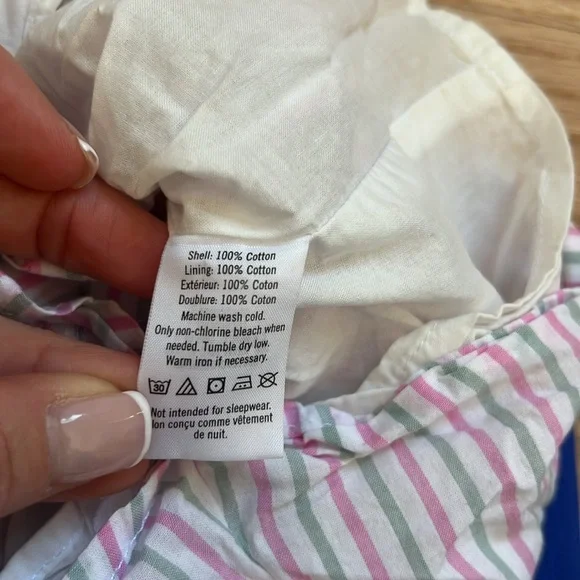 Shell: 100% Cotton
Lining: 100% Cotton
Extérieur: 100% Coton
Doublure: 100% Coton
Machine wash cold.
Only non-chlorine bleach when
needed. Tumble dry low.
Warm iron if necessary.
30
Not intended for sleepwear.
Non conçu comme vêtement
de nuit.